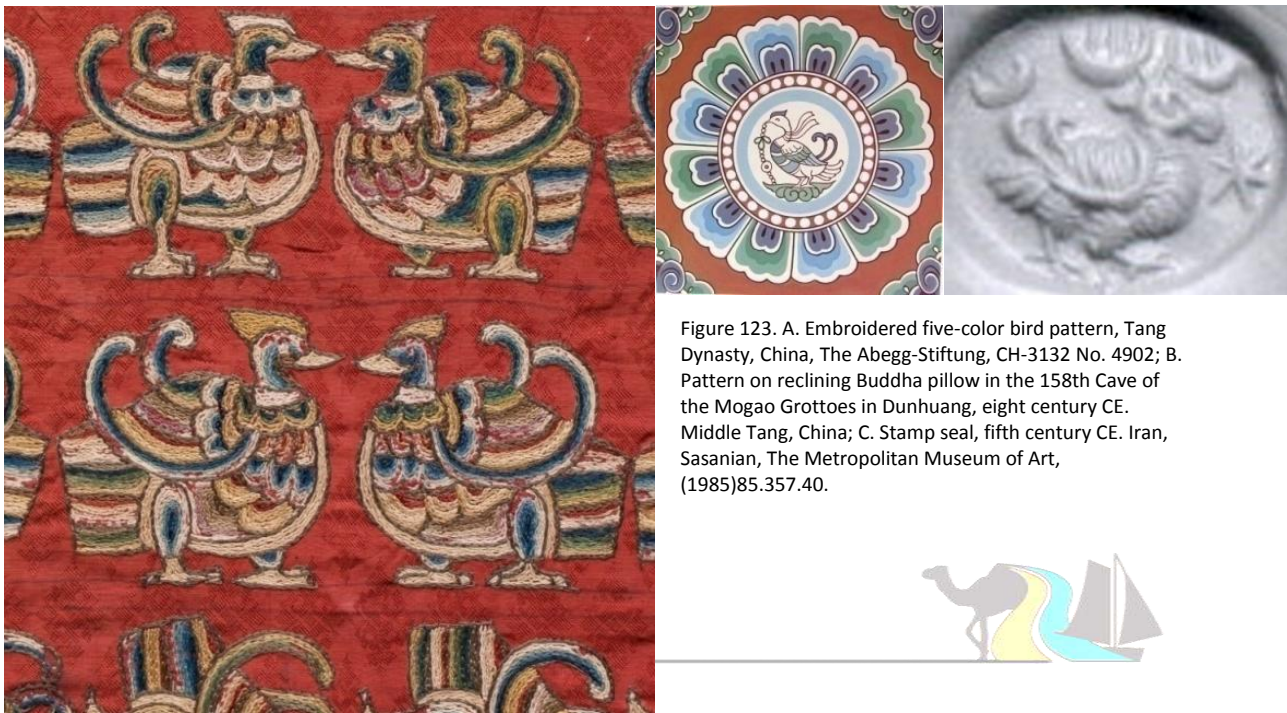 Figure 123. A. Embroidered five-color bird pattern, Tang
Dynasty, China, The Abegg-Stiftung, CH-3132 No. 4902; B.
Pattern on reclining Buddha pillow in the 158th Cave of
the Mogao Grottoes in Dunhuang, eight century CE.
Middle Tang, China; C. Stamp seal, fifth century CE. Iran,
Sasanian, The Metropolitan Museum of Art,
(1985)85.357.40.